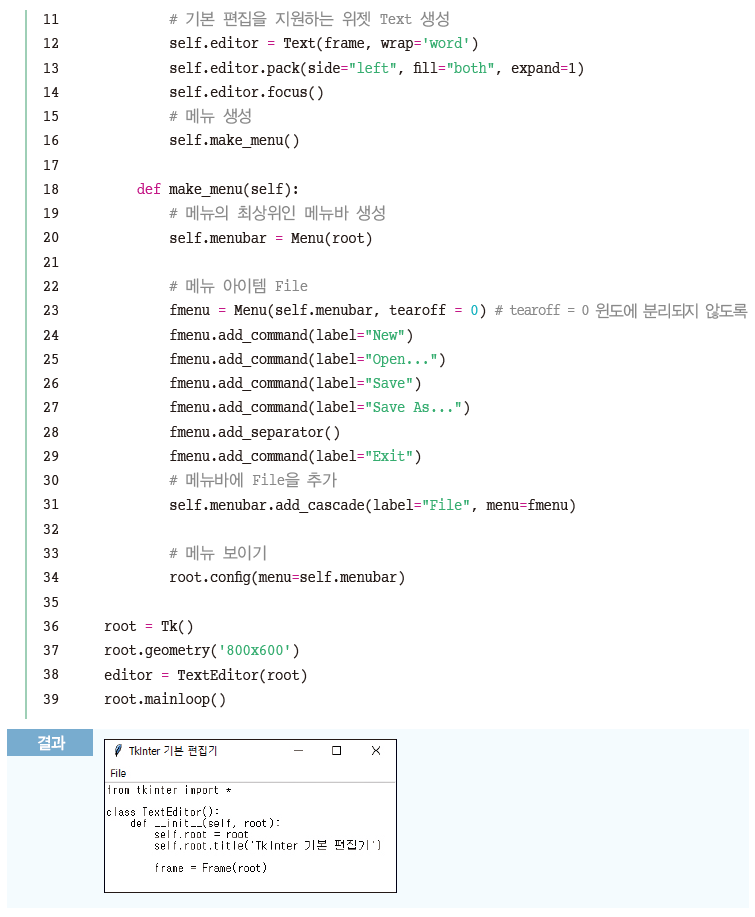 11 # 기본 편집을 지원하는 위젯 Text 생성
12 self.editor = Text(frame, wrap='word')
13 self.editor.pack(side="left", fill="both", expand=1)
14 self.editor.focus()
15 # 메뉴 생성
16 self.make_menu()
17
18 def make_menu(self):
19 # 메뉴의 최상위인 메뉴바 생성
20 self.menubar = Menu(root)
21
22 # 메뉴 아이템 File
23 fmenu = Menu(self.menubar, tearoff = 0) # tearoff = 0 윈도에 분리되지 않도록
24 fmenu.add_command(label="New")
25 fmenu.add_command(label="Open...")
26 fmenu.add_command(label="Save")
27 fmenu.add_command(label="Save As...")
28 fmenu.add_separator()
29 fmenu.add_command(label="Exit")
30 # 메뉴바에 File을 추가
31 self.menubar.add_cascade(label="File", menu=fmenu)
32
33 # 메뉴 보이기
34 root.config(menu=self.menubar)
35
36 root = Tk()
37 root.geometry('800x600')
38 editor = TextEditor(root)
39 root.mainloop()
결과
TkInter 기본 편집기
File
from tkinter import *
class TextEditor():
def __init__(self, root):
self.root = root
self.root.title('TkInter 기본 편집기')
frame = Frame(root)